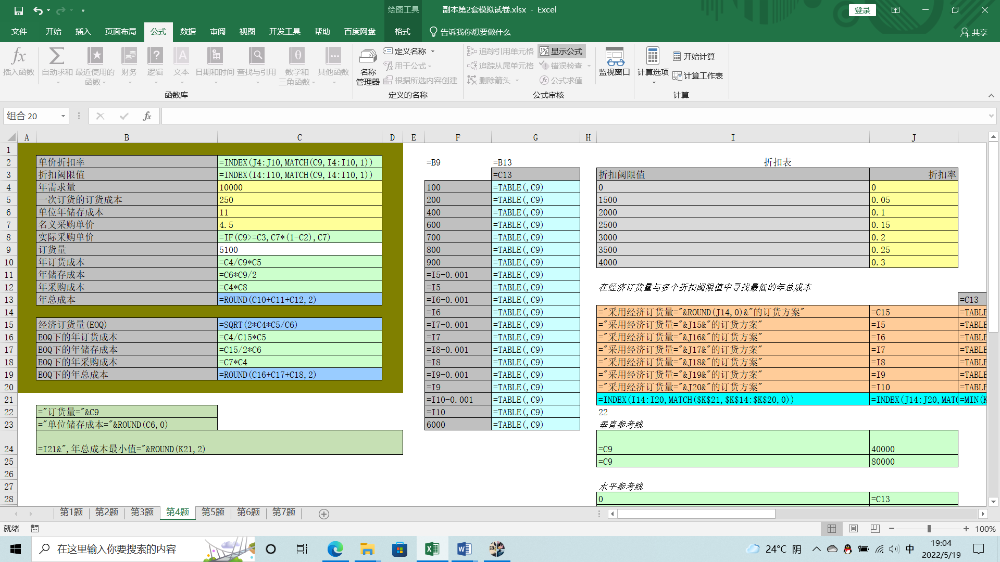 绘图工具
副本第2套模拟试卷.xlsx - Excel
登录
文件 开始 插入 页面布局 公式 数据 审阅 视图 开发工具 帮助 百度网盘 格式 告诉我你想要做什么 共享
插入函数 自动求和 最近使用的函数 财务 逻辑 文本 日期和时间 查找与引用 数学和三角函数 其他函数
函数库
名称管理器 定义名称 用于公式 根据所选内容创建
定义的名称
追踪引用单元格 追踪从属单元格 删除箭头 显示公式 错误检查 公式求值
公式审核
监视窗口
计算选项 开始计算 计算工作表
计算
组合 20
A B C D E F G H I J
1
2 单价折扣率 =INDEX(J4:J10,MATCH(C9,I4:I10,1)) =B9 =B13 折扣表
3 折扣阈限值 =INDEX(I4:I10,MATCH(C9,I4:I10,1)) =C13 折扣阈限值 折扣率
4 年需求量 10000 100 =TABLE(,C9) 0 0
5 一次订货的订货成本 250 200 =TABLE(,C9) 1500 0.05
6 单位年储存成本 11 400 =TABLE(,C9) 2000 0.1
7 名义采购单价 4.5 600 =TABLE(,C9) 2500 0.15
8 实际采购单价 =IF(C9>=C3,C7*(1-C2),C7) 700 =TABLE(,C9) 3000 0.2
9 订货量 5100 800 =TABLE(,C9) 3500 0.25
10 年订货成本 =C4/C9*C5 900 =TABLE(,C9) 4000 0.3
11 年储存成本 =C6*C9/2 =I5-0.001 =TABLE(,C9)
12 年采购成本 =C4*C8 =I5 =TABLE(,C9) 在经济订货量与多个折扣阈限值中寻找最低的年总成本
13 年总成本 =ROUND(C10+C11+C12,2) =I6-0.001 =TABLE(,C9) =C13
14 =I6 =TABLE(,C9) ="采用经济订货量="&ROUND(J14,0)&"的订货方案" =C15 =TABLE
15 经济订货量(EOQ) =SQRT(2*C4*C5/C6) =I7-0.001 =TABLE(,C9) ="采用经济订货量="&J15&"的订货方案" =I5 =TABLE
16 EOQ下的年订货成本 =C4/C15*C5 =I7 =TABLE(,C9) ="采用经济订货量="&J16&"的订货方案" =I6 =TABLE
17 EOQ下的年储存成本 =C15/2*C6 =I8-0.001 =TABLE(,C9) ="采用经济订货量="&J17&"的订货方案" =I7 =TABLE
18 EOQ下的年采购成本 =C7*C4 =I8 =TABLE(,C9) ="采用经济订货量="&J18&"的订货方案" =I8 =TABLE
19 EOQ下的年总成本 =ROUND(C16+C17+C18,2) =I9-0.001 =TABLE(,C9) ="采用经济订货量="&J19&"的订货方案" =I9 =TABLE
20 =I9 =TABLE(,C9) ="采用经济订货量="&J20&"的订货方案" =I10 =TABLE
21 =I10-0.001 =TABLE(,C9) =INDEX(I14:I20,MATCH($K$21,$K$14:$K$20,0)) =INDEX(J14:J20,MATC =MIN(K
22 ="订货量="&C9 =I10 =TABLE(,C9) 22
23 ="单位储存成本="&ROUND(C6,0) 6000 =TABLE(,C9) 垂直参考线
24 =I21&",年总成本最小值="&ROUND(K21,2) =C9 40000
25 =C9 80000
26
27 水平参考线
28 0 =C13
第1题 第2题 第3题 第4题 第5题 第6题 第7题
就绪 100%
在这里输入你要搜索的内容 24°C 阴 中 19:04
2022/5/19